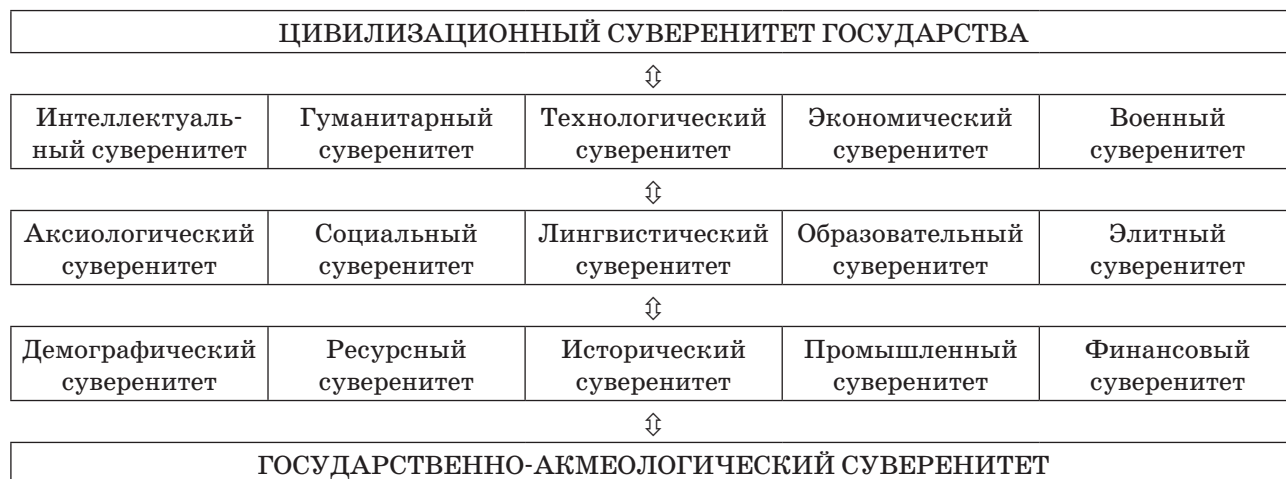 ЦИВИЛИЗАЦИОННЫЙ СУВЕРЕНИТЕТ ГОСУДАРСТВА
⇕
Интеллектуаль-
ный суверенитет
Гуманитарный
суверенитет
Технологический
суверенитет
Экономический
суверенитет
Военный
суверенитет
⇕
Аксиологический
суверенитет
Социальный
суверенитет
Лингвистический
суверенитет
Образовательный
суверенитет
Элитный
суверенитет
⇕
Демографический
суверенитет
Ресурсный
суверенитет
Исторический
суверенитет
Промышленный
суверенитет
Финансовый
суверенитет
⇕
ГОСУДАРСТВЕННО-АКМЕОЛОГИЧЕСКИЙ СУВЕРЕНИТЕТ